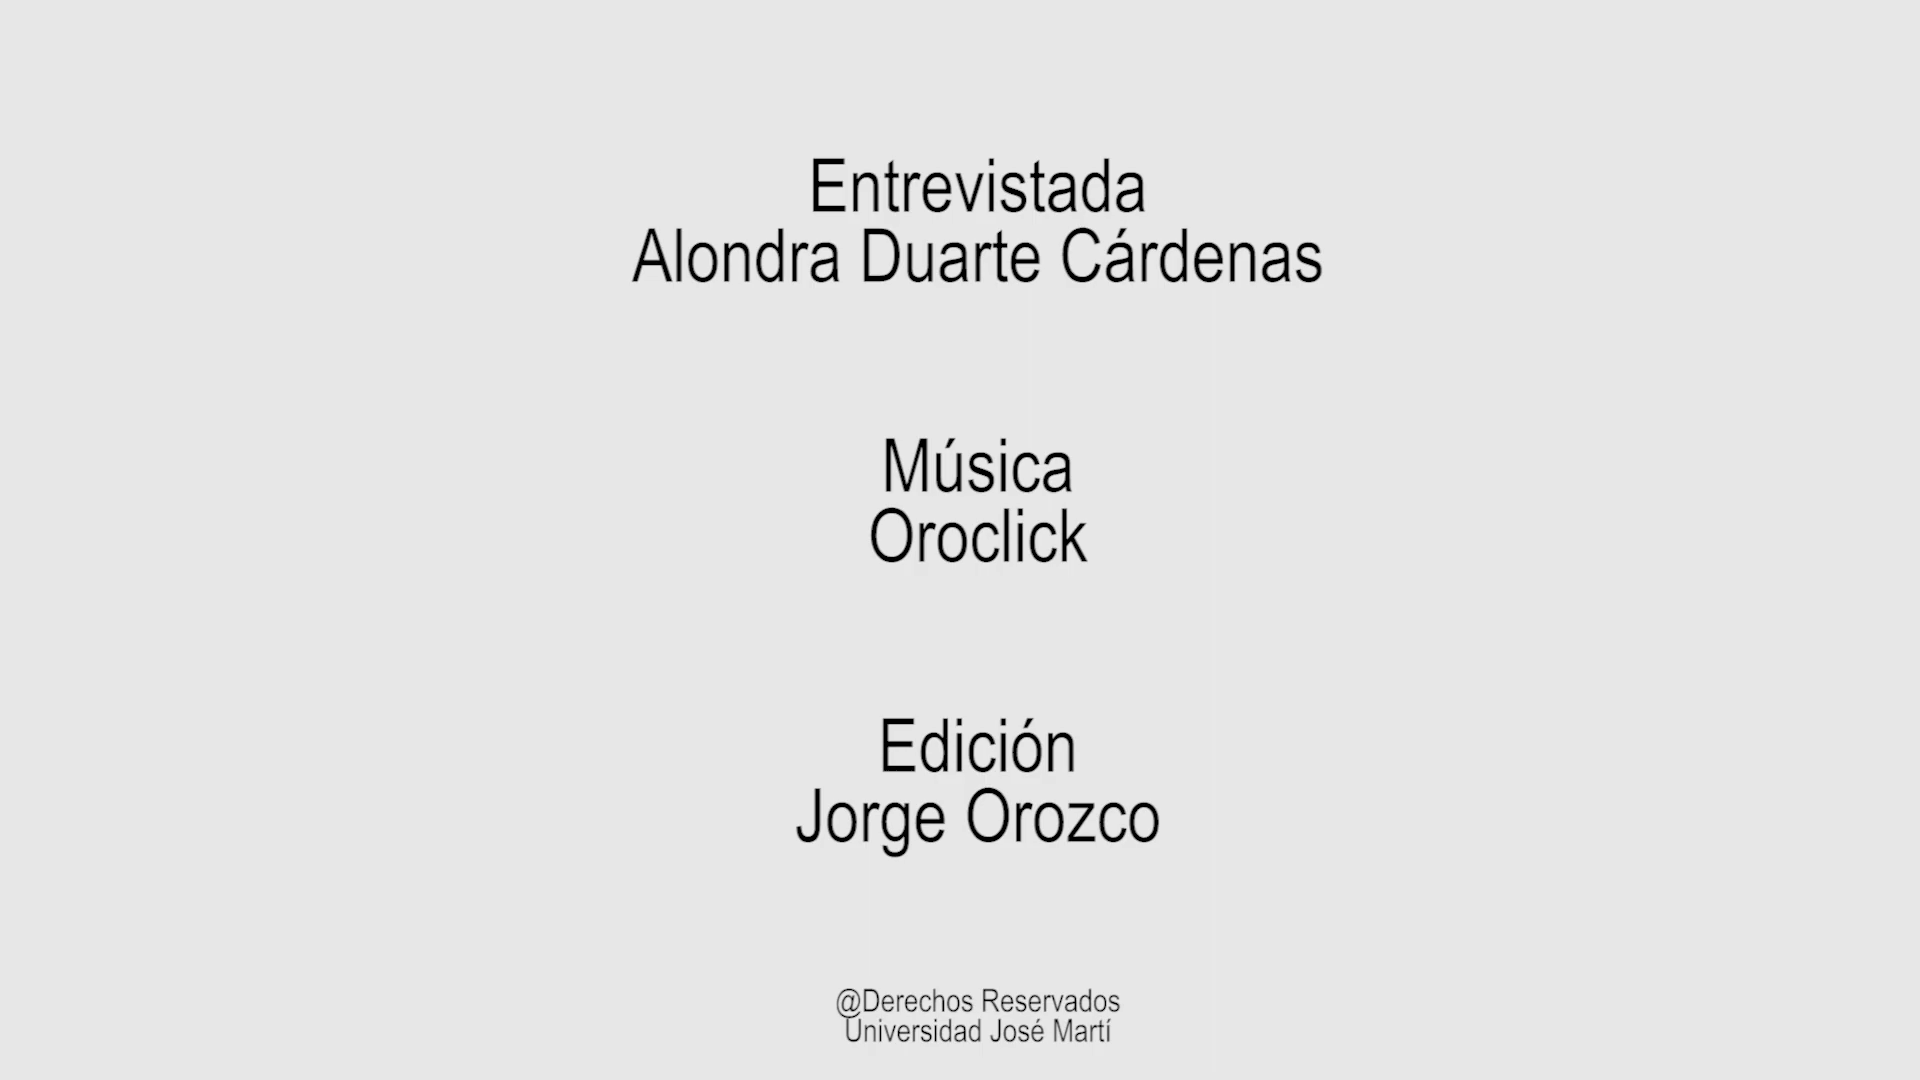 Entrevistada
Alondra Duarte Cárdenas
Música
Oroclick
Edición
Jorge Orozco
@Derechos Reservados
Universidad José Martí